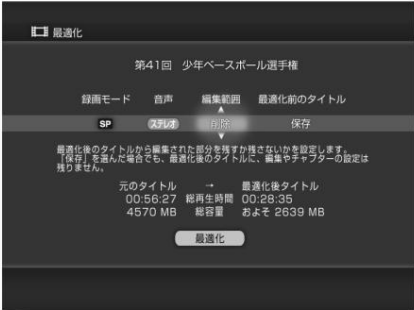 最適化
第41回 少年ベースボール選手権
録画モード 音声 編集範囲 最適化前のタイトル
SP ステレオ 削除 保存
最適化後のタイトルから編集された部分を残すか残さないかを設定します。
「保存」を選んだ場合でも、最適化後のタイトルに、編集やチャプターの設定は
残りません。
元のタイトル → 最適化後タイトル
00:56:27 総再生時間 00:28:35
4570 MB 総容量 およそ 2639 MB
最適化